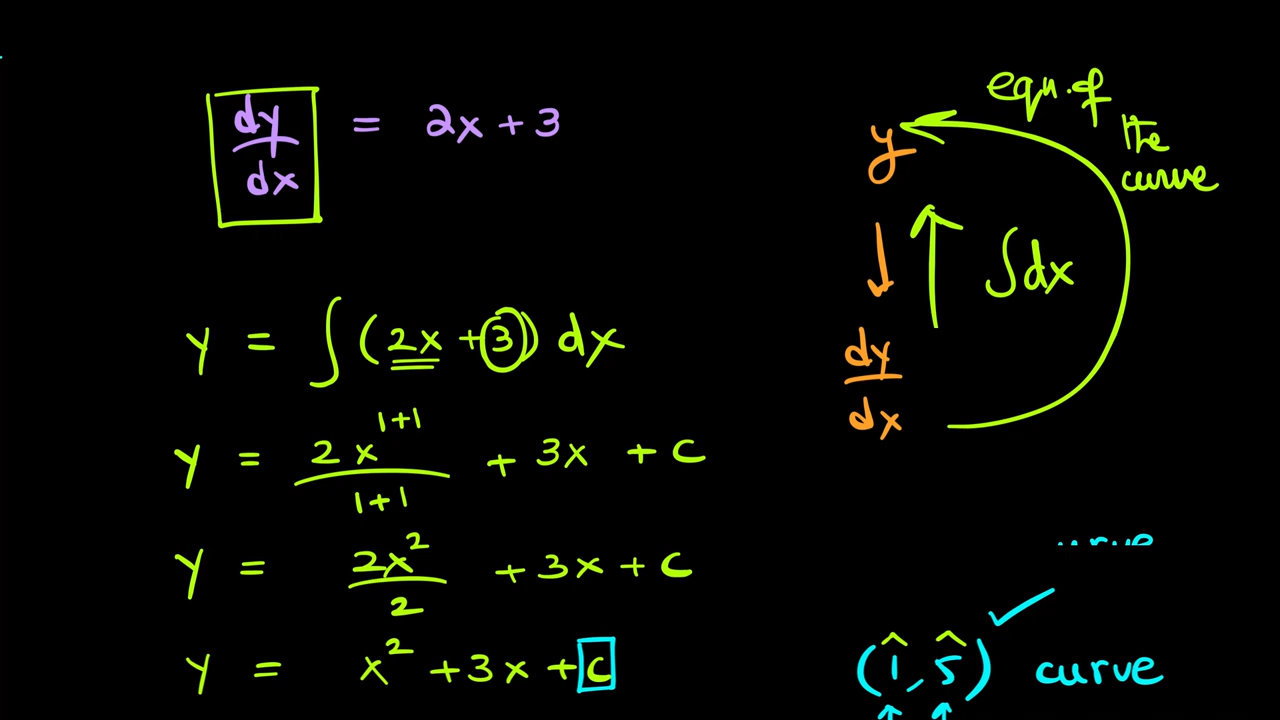 dy/dx = 2x + 3
y = ∫ (2x + 3) dx
y = 2x^(1+1)/(1+1) + 3x + c
y = 2x²/2 + 3x + c
y = x² + 3x + c
eqn. of
the
curve
y
∫dx
dy/dx
(1, 5) curve